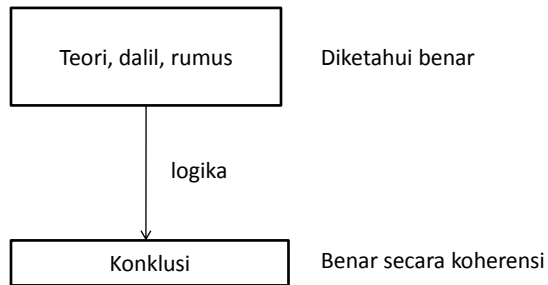 Teori, dalil, rumus
Diketahui benar
logika
Konklusi
Benar secara koherensi